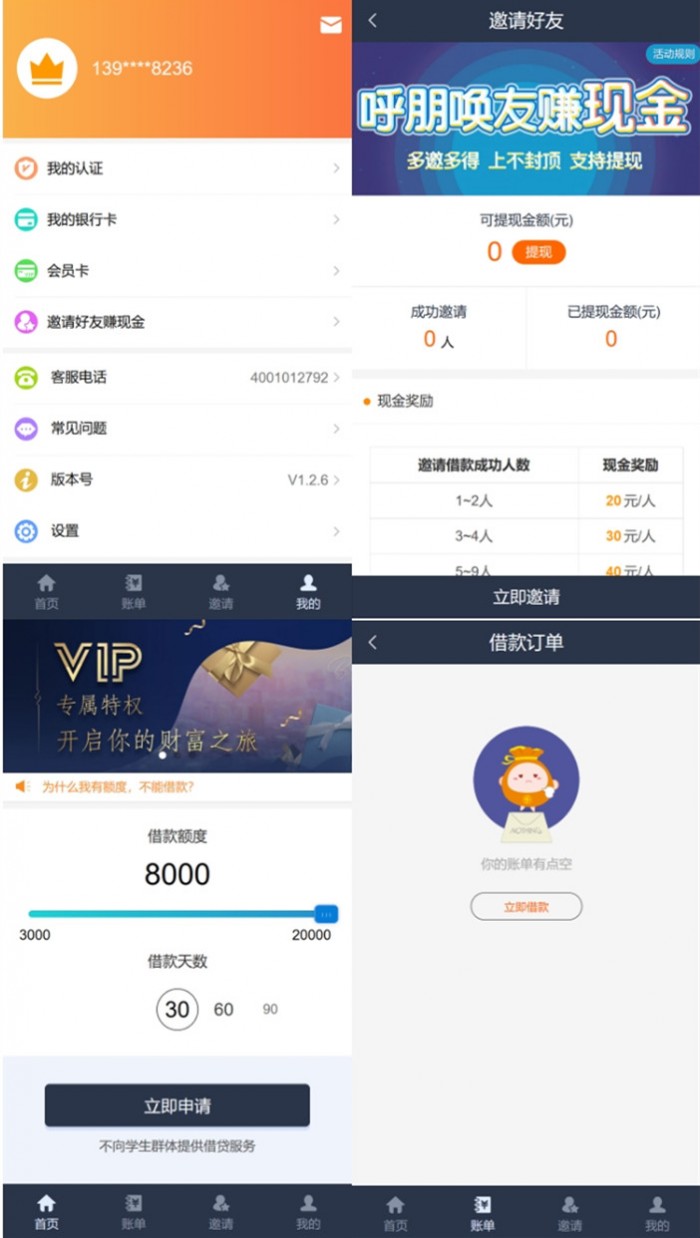 139****8236
我的认证
我的银行卡
会员卡
邀请好友赚现金
客服电话 4001012792
常见问题
版本号 V1.2.6
设置
首页 账单 邀请 我的
邀请好友
活动规则
呼朋唤友赚现金
多邀多得 上不封顶 支持提现
可提现金额(元)
0 提现
成功邀请 已提现金额(元)
0人 0
现金奖励
邀请借款成功人数 现金奖励
1~2人 20元/人
3~4人 30元/人
5~9人 40元/人
立即邀请
VIP
专属特权
开启你的财富之旅
为什么我有额度，不能借款？
借款额度
8000
3000 20000
借款天数
30 60 90
立即申请
不向学生群体提供借贷服务
首页 账单 邀请 我的
借款订单
NOTHING
你的账单有点空
立即借款
首页 账单 邀请 我的